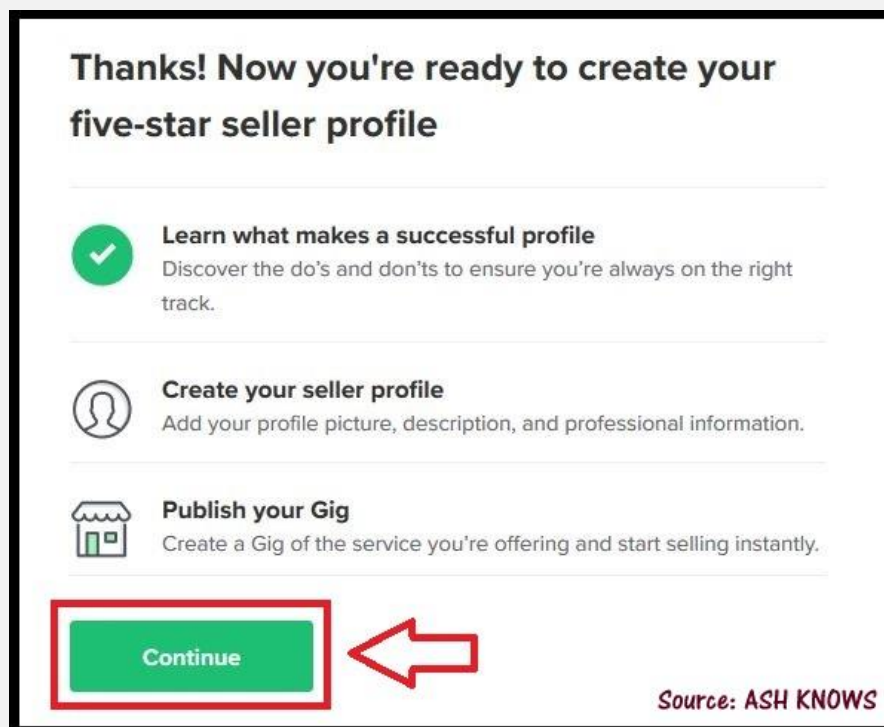 Thanks! Now you're ready to create your
five-star seller profile
Learn what makes a successful profile
Discover the do’s and don’ts to ensure you’re always on the right
track.
Create your seller profile
Add your profile picture, description, and professional information.
Publish your Gig
Create a Gig of the service you’re offering and start selling instantly.
Continue
Source: ASH KNOWS